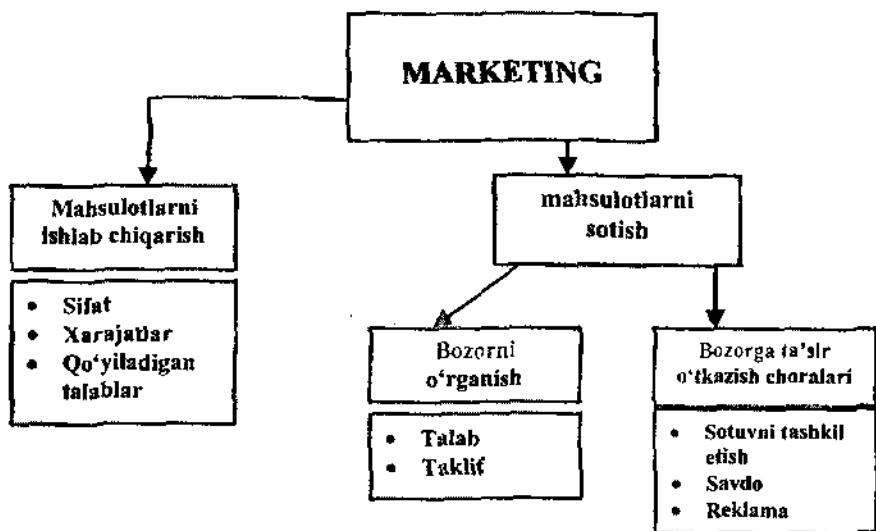 MARKETING
Mahsulotlarni
ishlab chiqarish
• Sifat
• Xarajatlar
• Qo‘yiladigan
talablar
mahsulotlarni
sotish
Bozorni
o‘rganish
• Talab
• Taklif
Bozorga ta’sir
o‘tkazish choralari
• Sotuvni tashkil
etish
• Savdo
• Reklama